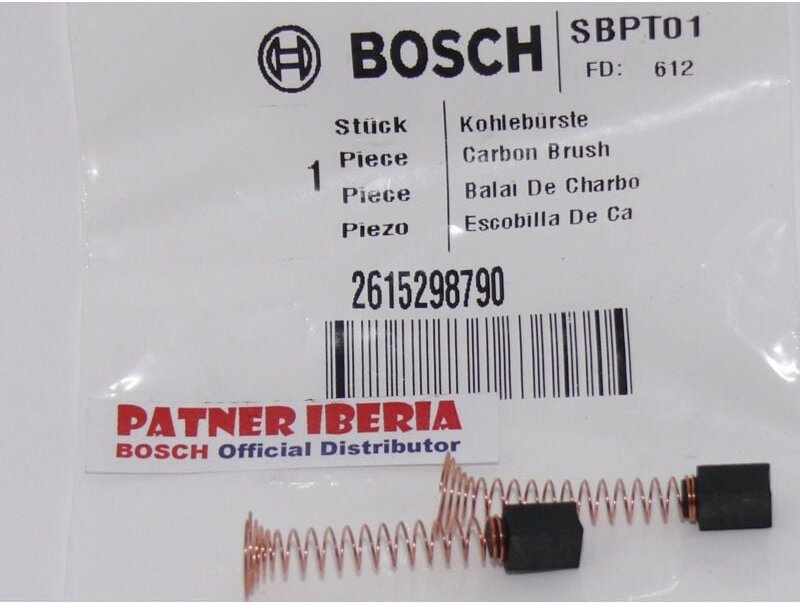 BOSCH
SBPT01
FD: 612
1
Stück Kohlebürste
Piece Carbon Brush
Piece Balai De Charbo
Piezo Escobilla De Ca
2615298790
PATNER IBERIA
BOSCH Official Distributor